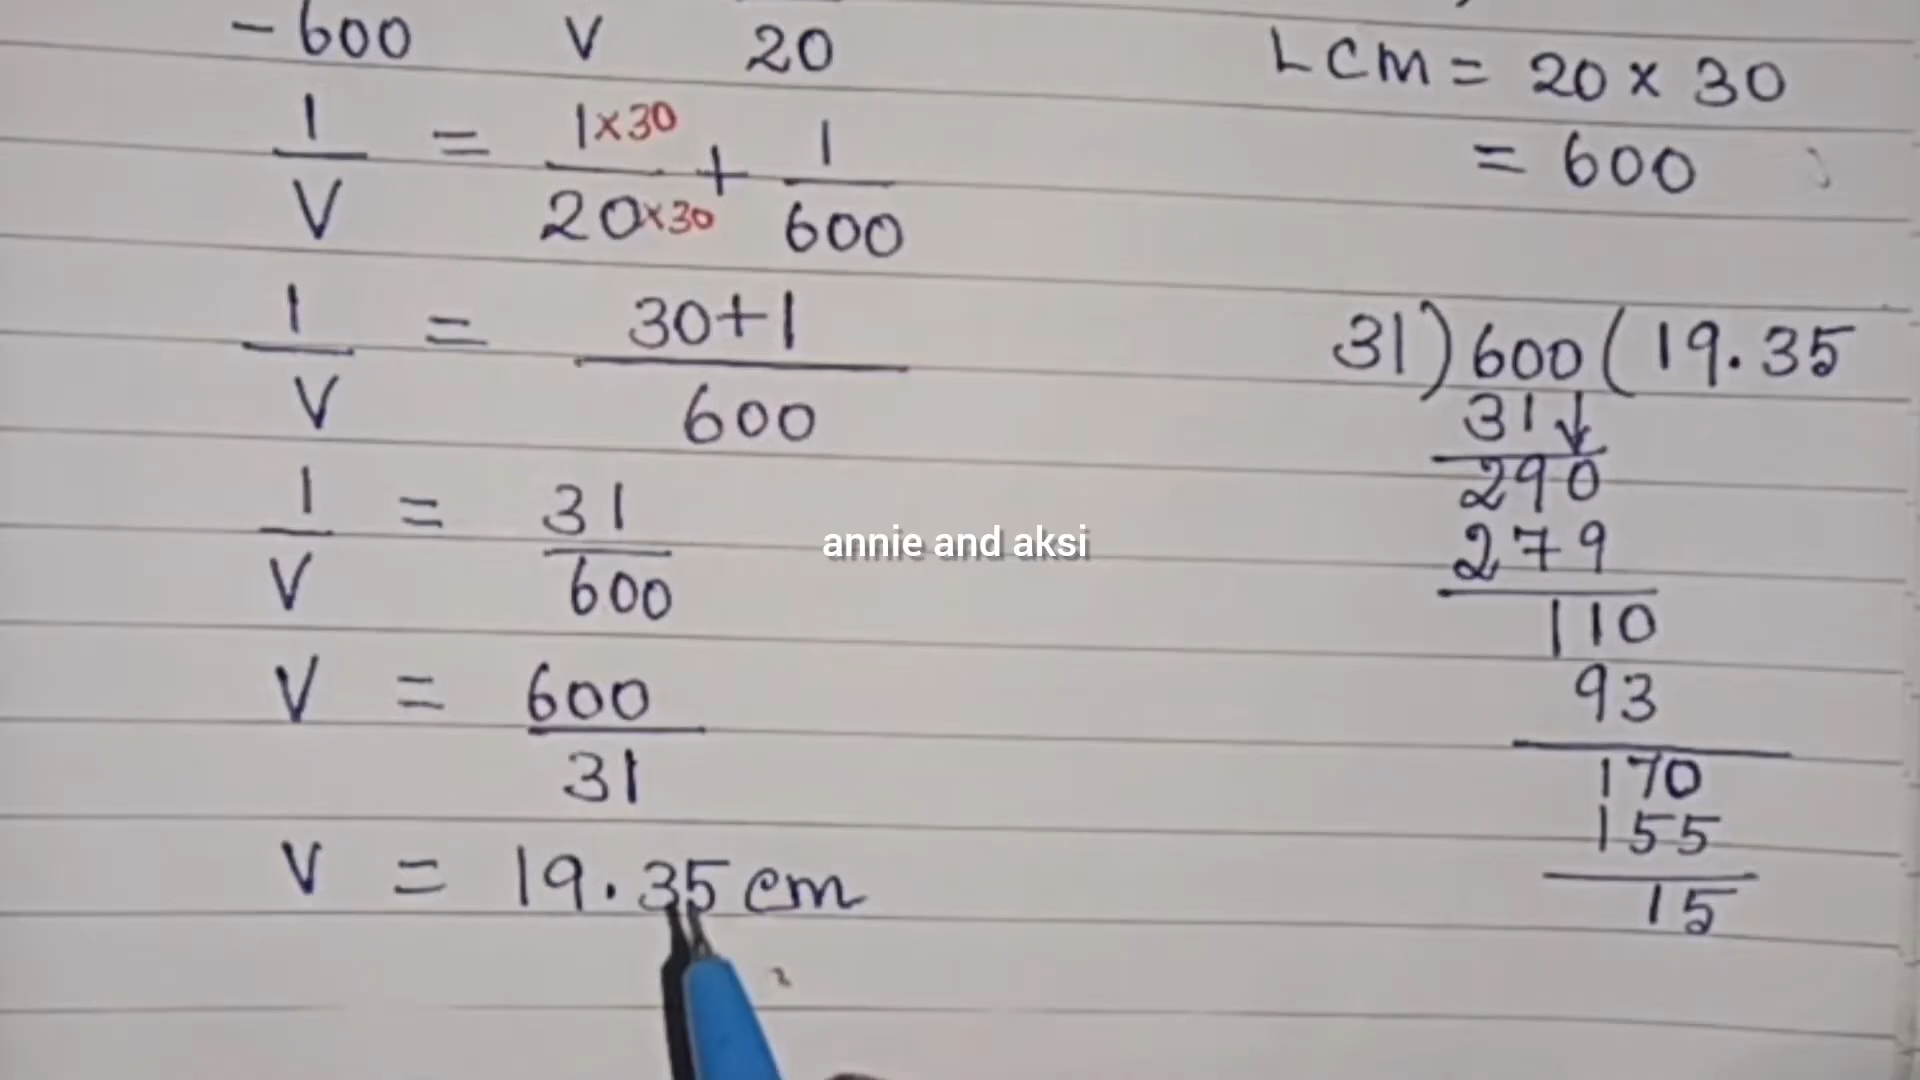 -600 V 20
1/V = 1×30/20×30 + 1/600
1/V = 30+1/600
1/V = 31/600
V = 600/31
V = 19.35 cm
LCM = 20 × 30
= 600
31)600(19.35
31↓
290
279
110
93
170
155
15
annie and aksi